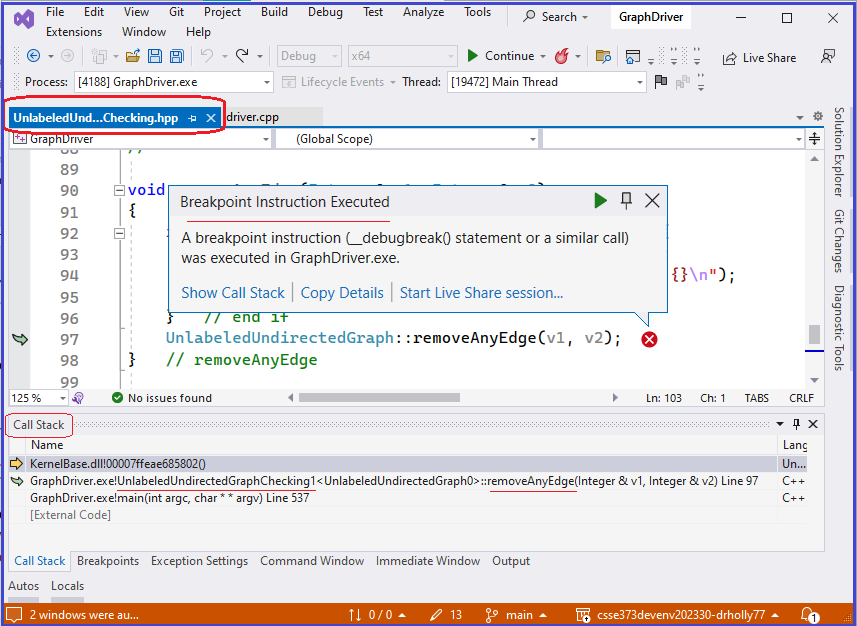 File Edit View Git Project Build Debug Test Analyze Tools Search GraphDriver
Extensions Window Help
Debug x64 Continue Live Share
Process: [4188] GraphDriver.exe Lifecycle Events Thread: [19472] Main Thread
UnlabeledUnd...Checking.hpp driver.cpp
GraphDriver (Global Scope)
//
89
90 void
91 {
92
93
94 {}\n");
95
96 } // end if
97 UnlabeledUndirectedGraph::removeAnyEdge(v1, v2);
98 } // removeAnyEdge
99
Breakpoint Instruction Executed
A breakpoint instruction (__debugbreak() statement or a similar call)
was executed in GraphDriver.exe.
Show Call Stack | Copy Details | Start Live Share session...
125 % No issues found Ln: 103 Ch: 1 TABS CRLF
Call Stack
Name Lang
KernelBase.dll!00007ffeae685802() Un...
GraphDriver.exe!UnlabeledUndirectedGraphChecking1<UnlabeledUndirectedGraph0>::removeAnyEdge(Integer & v1, Integer & v2) Line 97 C++
GraphDriver.exe!main(int argc, char * * argv) Line 537 C++
[External Code]
Call Stack Breakpoints Exception Settings Command Window Immediate Window Output
Autos Locals
2 windows were au... 0 / 0 13 main csse373devenv202330-drholly77 1
Solution Explorer
Git Changes
Diagnostic Tools